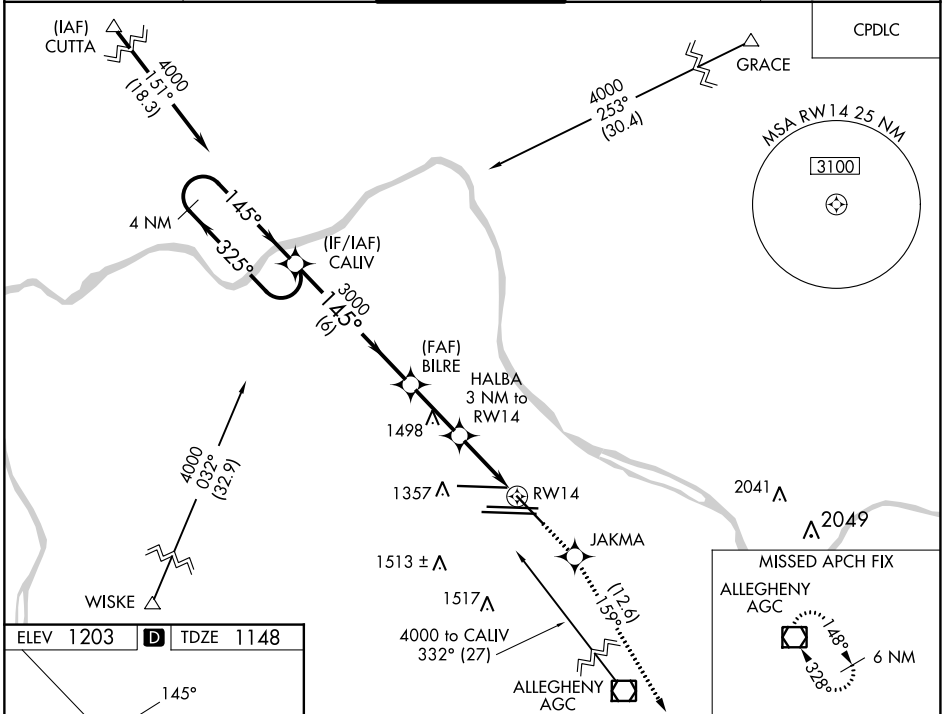 (IAF)
CUTTA
4000
151°
(18.3)
GRACE
4000
253°
(30.4)
CPDLC
MSA RW14 25 NM
3100
4 NM
145°
325°
(IF/IAF)
CALIV
3000
145°
(6)
(FAF)
BILRE
HALBA
3 NM to
RW14
1498
1357
RW14
4000
032°
(32.9)
WISKE
1513 ±
1517
JAKMA
2041
2049
(12.6)
159°
4000 to CALIV
332° (27)
ALLEGHENY
AGC
MISSED APCH FIX
ALLEGHENY
AGC
148°
328°
6 NM
ELEV 1203 D TDZE 1148
145°